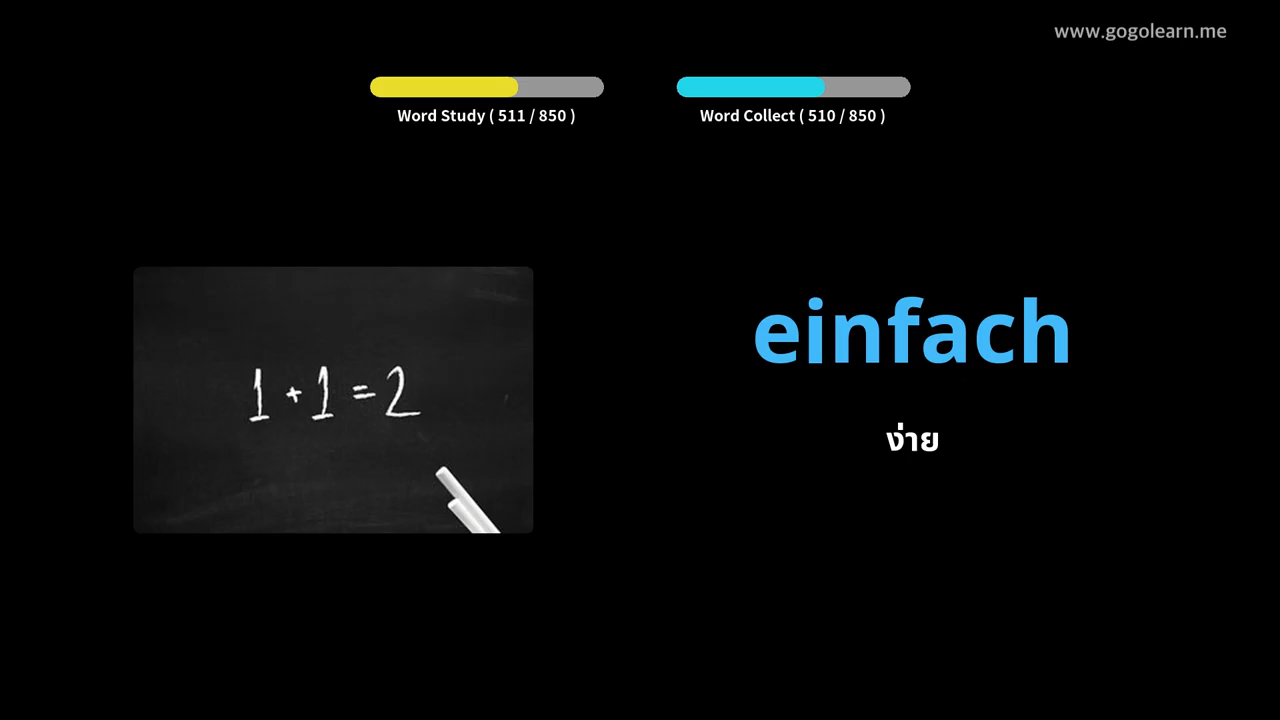 www.gogolearn.me
Word Study ( 511 / 850 )
Word Collect ( 510 / 850 )
1 + 1 = 2
einfach
ง่าย